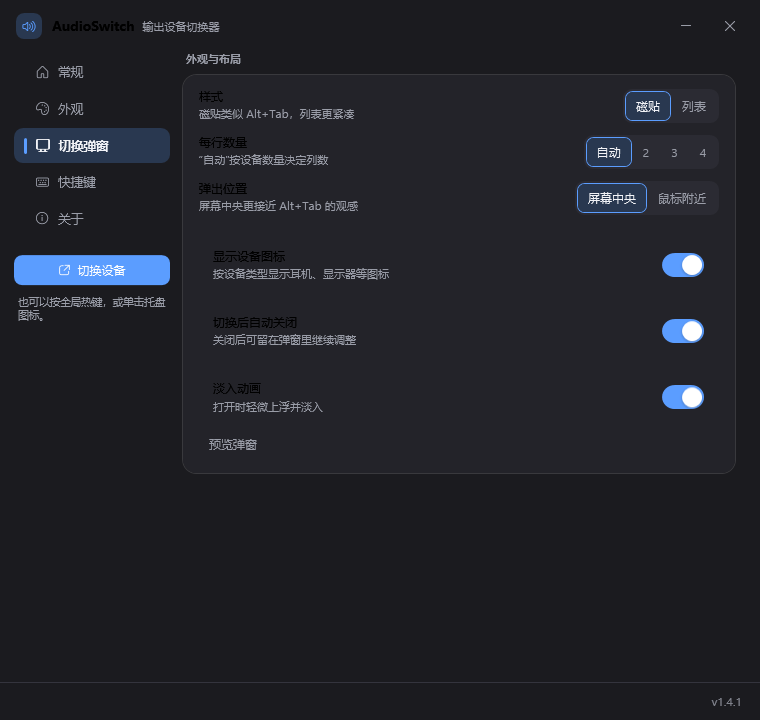 AudioSwitch 输出设备切换器
常规
外观
切换弹窗
快捷键
关于
切换设备
也可以按全局热键，或单击托盘
图标。
外观与布局
样式
磁贴类似 Alt+Tab，列表更紧凑
磁贴 列表
每行数量
“自动”按设备数量决定列数
自动 2 3 4
弹出位置
屏幕中央更接近 Alt+Tab 的观感
屏幕中央 鼠标附近
显示设备图标
按设备类型显示耳机、显示器等图标
切换后自动关闭
关闭后可留在弹窗里继续调整
淡入动画
打开时轻微上浮并淡入
预览弹窗
v1.4.1